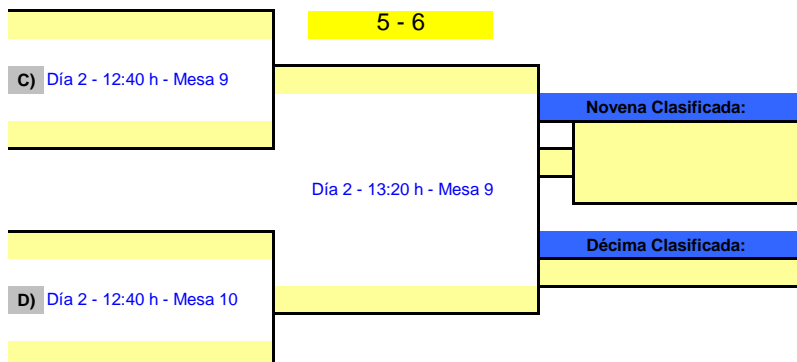 5 - 6
C) Día 2 - 12:40 h - Mesa 9
Novena Clasificada:
Día 2 - 13:20 h - Mesa 9
Décima Clasificada:
D) Día 2 - 12:40 h - Mesa 10